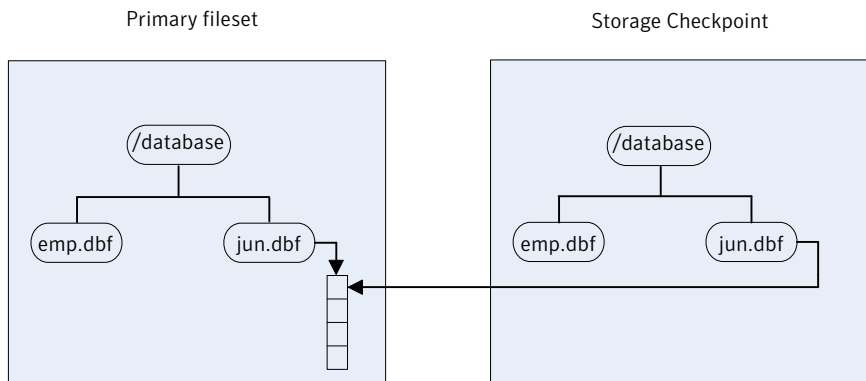 Primary fileset
Storage Checkpoint
/database
/database
emp.dbf
jun.dbf
emp.dbf
jun.dbf